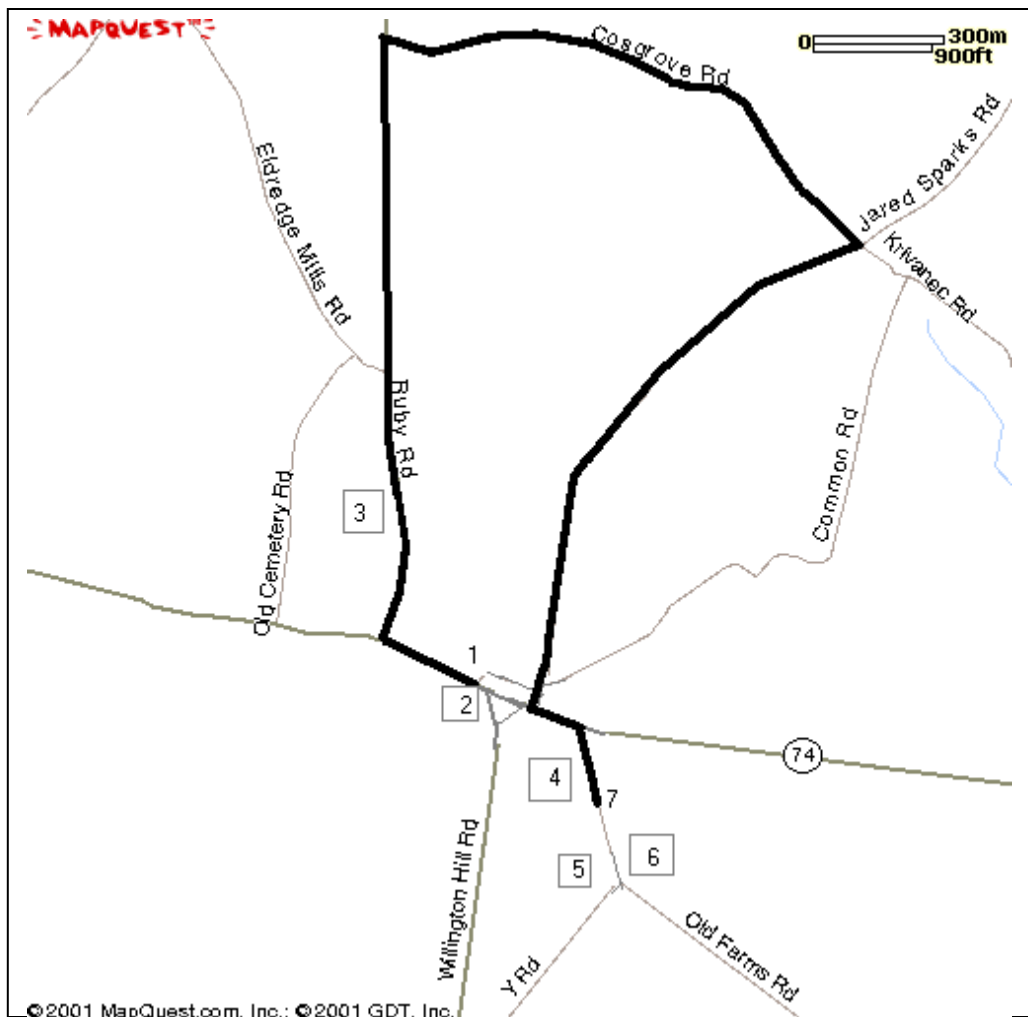 MAPQUEST™
0 300m
900ft
Cosgrove Rd
Jared Sparks Rd
Eldredge Mills Rd
Krivanec Rd
Ruby Rd
Common Rd
Old Cemetery Rd
3
1
2
74
4
7
6
5
Willington Hill Rd
Old Farms Rd
Y Rd
©2001 MapQuest.com, Inc.; ©2001 GDT, Inc.